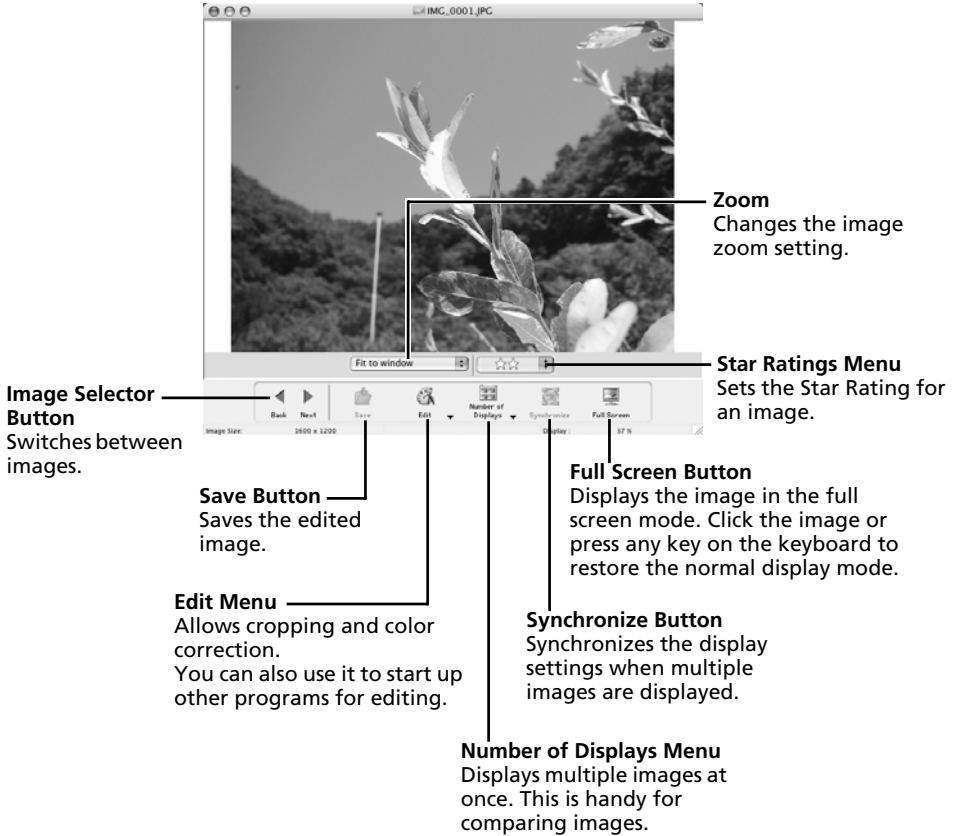 IMG_0001.JPG
Zoom
Changes the image
zoom setting.
Fit to window
Star Ratings Menu
Sets the Star Rating for
an image.
Image Selector
Button
Switches between
images.
Back
Next
Save
Edit
Number of
Displays
Synchronize
Full Screen
Image Size:
1600 x 1200
Display :
37 %
Full Screen Button
Displays the image in the full
screen mode. Click the image or
press any key on the keyboard to
restore the normal display mode.
Save Button
Saves the edited
image.
Edit Menu
Allows cropping and color
correction.
You can also use it to start up
other programs for editing.
Synchronize Button
Synchronizes the display
settings when multiple
images are displayed.
Number of Displays Menu
Displays multiple images at
once. This is handy for
comparing images.